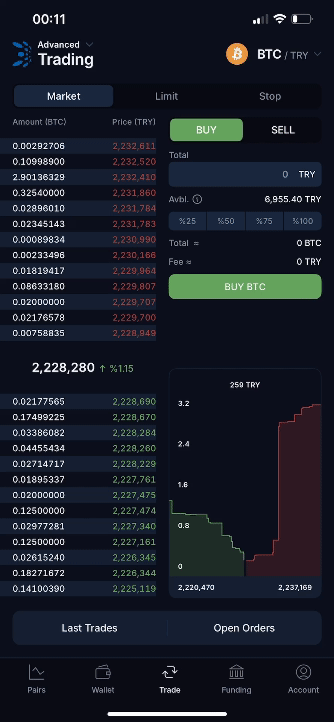 00:11
Advanced
Trading
BTC / TRY
Market Limit Stop
Amount (BTC) Price (TRY)
0.00292706 2,232,611
0.10998900 2,232,520
2.90136329 2,232,410
0.32540000 2,231,860
0.02896010 2,231,784
0.02345143 2,231,783
0.00089834 2,230,990
0.00233496 2,230,166
0.01819417 2,229,964
0.08633180 2,229,807
0.02000000 2,229,707
0.02176578 2,229,700
0.00758835 2,228,949
2,228,280 ↑ %1.15
0.02177565 2,228,690
0.17499225 2,228,670
0.03386082 2,228,284
0.04455434 2,228,260
0.02714717 2,228,229
0.01895337 2,227,761
0.02000000 2,227,475
0.12500000 2,227,474
0.02977281 2,227,340
0.12500000 2,227,161
0.02615240 2,226,345
0.18271672 2,226,344
0.14100390 2,225,119
BUY SELL
Total
0 TRY
Avbl. 6,955.40 TRY
%25 %50 %75 %100
Total ≈ 0 BTC
Fee ≈ 0 TRY
BUY BTC
259 TRY
3.2
2.4
1.6
0.8
0
2,220,470 2,237,169
Last Trades Open Orders
Pairs Wallet Trade Funding Account